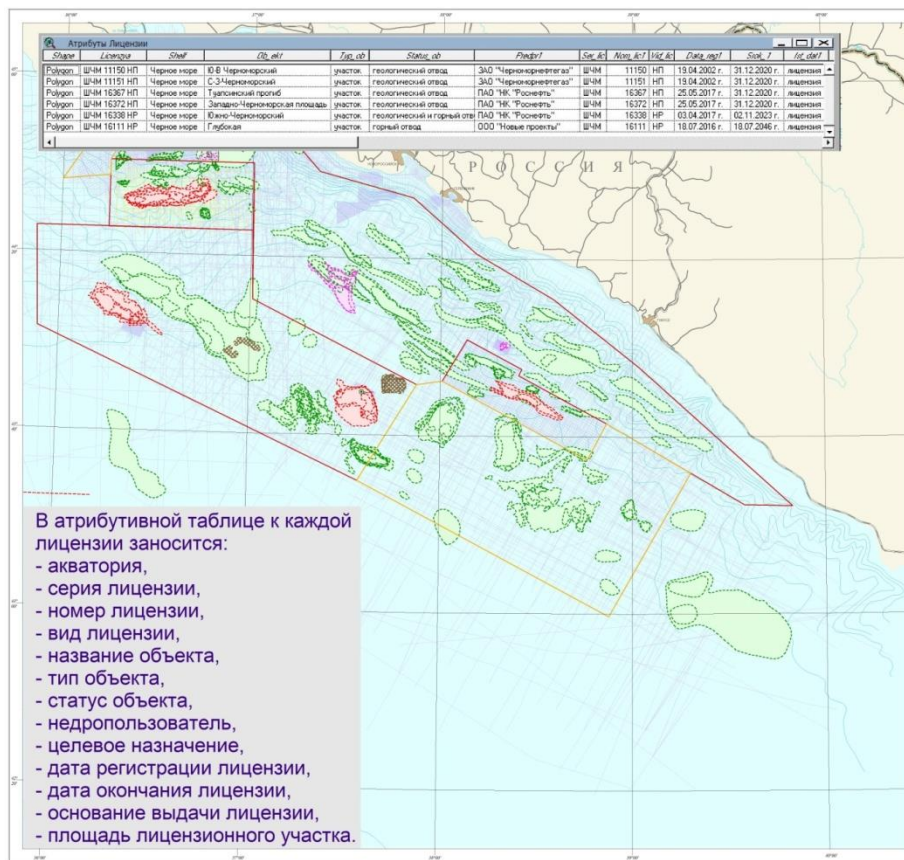 Атрибуты Лицензии
Shape Licenziya Shelf Ob_ekt Typ_ob Status_ob Predpr1 Ser_lic Nom_lic1 Vid_lic Data_reg1 Srok_1
Polygon ШЧМ 11150 НП Черное море Ю-В Черноморский участок геологический отвод ЗАО "Черноморнефтегаз" ШЧМ 11150 НП 19.04.2002 г. 31.12.2020 г. лицензия
Polygon ШЧМ 11151 НП Черное море С-З Черноморский участок геологический отвод ЗАО "Черноморнефтегаз" ШЧМ 11151 НП 19.04.2002 г. 31.12.2020 г. лицензия
Polygon ШЧМ 16367 НП Черное море Туапсинский прогиб участок геологический отвод ПАО "НК "Роснефть" ШЧМ 16367 НП 25.05.2017 г. 31.12.2020 г. лицензия
Polygon ШЧМ 16372 НП Черное море Западно-Черноморская площадь участок геологический отвод ПАО "НК "Роснефть" ШЧМ 16372 НП 25.05.2017 г. 31.12.2020 г. лицензия
Polygon ШЧМ 16338 НР Черное море Южно-Черноморский участок геологический и горный отв ПАО "НК "Роснефть" ШЧМ 16338 НР 03.04.2017 г. 02.11.2023 г. лицензия
Polygon ШЧМ 16111 НР Черное море Глубокая участок горный отвод ООО "Новые проекты" ШЧМ 16111 НР 18.07.2016 г. 18.07.2046 г. лицензия
РОССИЯ
В атрибутивной таблице к каждой
лицензии заносится:
- акватория,
- серия лицензии,
- номер лицензии,
- вид лицензии,
- название объекта,
- тип объекта,
- статус объекта,
- недропользователь,
- целевое назначение,
- дата регистрации лицензии,
- дата окончания лицензии,
- основание выдачи лицензии,
- площадь лицензионного участка.